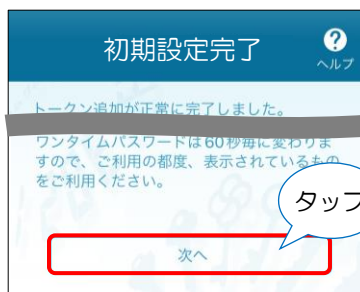 初期設定完了
?
ヘルプ
トークン追加が正常に完了しました。
ワンタイムパスワードは60秒毎に変わりま
すので、ご利用の都度、表示されているもの
をご利用ください。
タップ
次へ